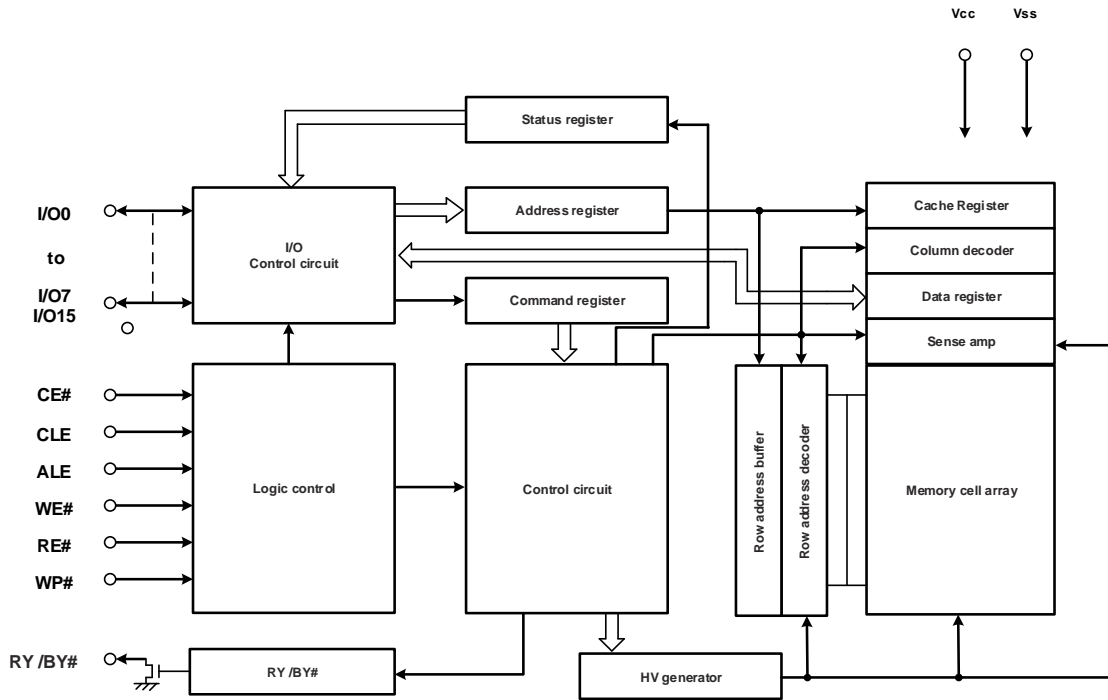 Vcc
Vss
Status register
I/O0
to
I/O7
I/O15
I/O
Control circuit
Address register
Command register
Cache Register
Column decoder
Data register
Sense amp
CE#
CLE
ALE
WE#
RE#
WP#
Logic control
Control circuit
Row address buffer
Row address decoder
Memory cell array
RY /BY#
RY /BY#
HV generator